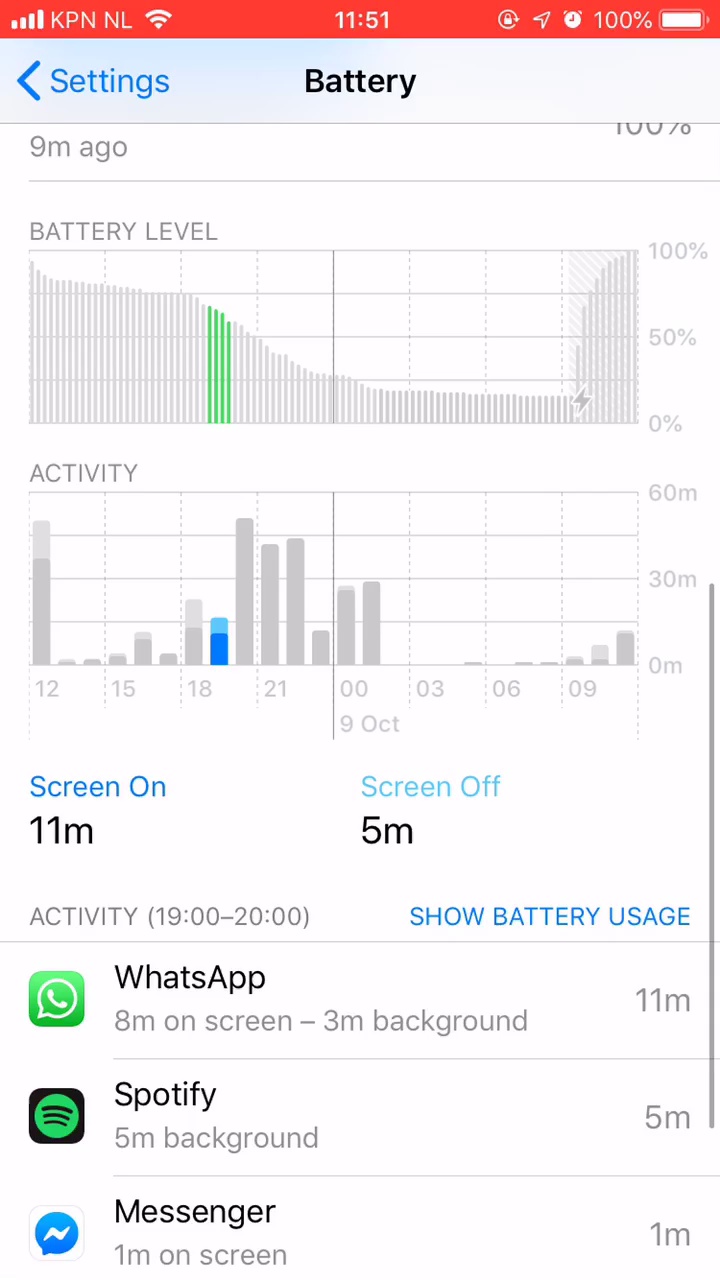 KPN NL 11:51 100%
Settings Battery
100%
9m ago
BATTERY LEVEL
100%
50%
0%
ACTIVITY
60m
30m
0m
12 15 18 21 00 03 06 09
9 Oct
Screen On Screen Off
11m 5m
ACTIVITY (19:00–20:00) SHOW BATTERY USAGE
WhatsApp
8m on screen – 3m background 11m
Spotify
5m background 5m
Messenger
1m on screen 1m